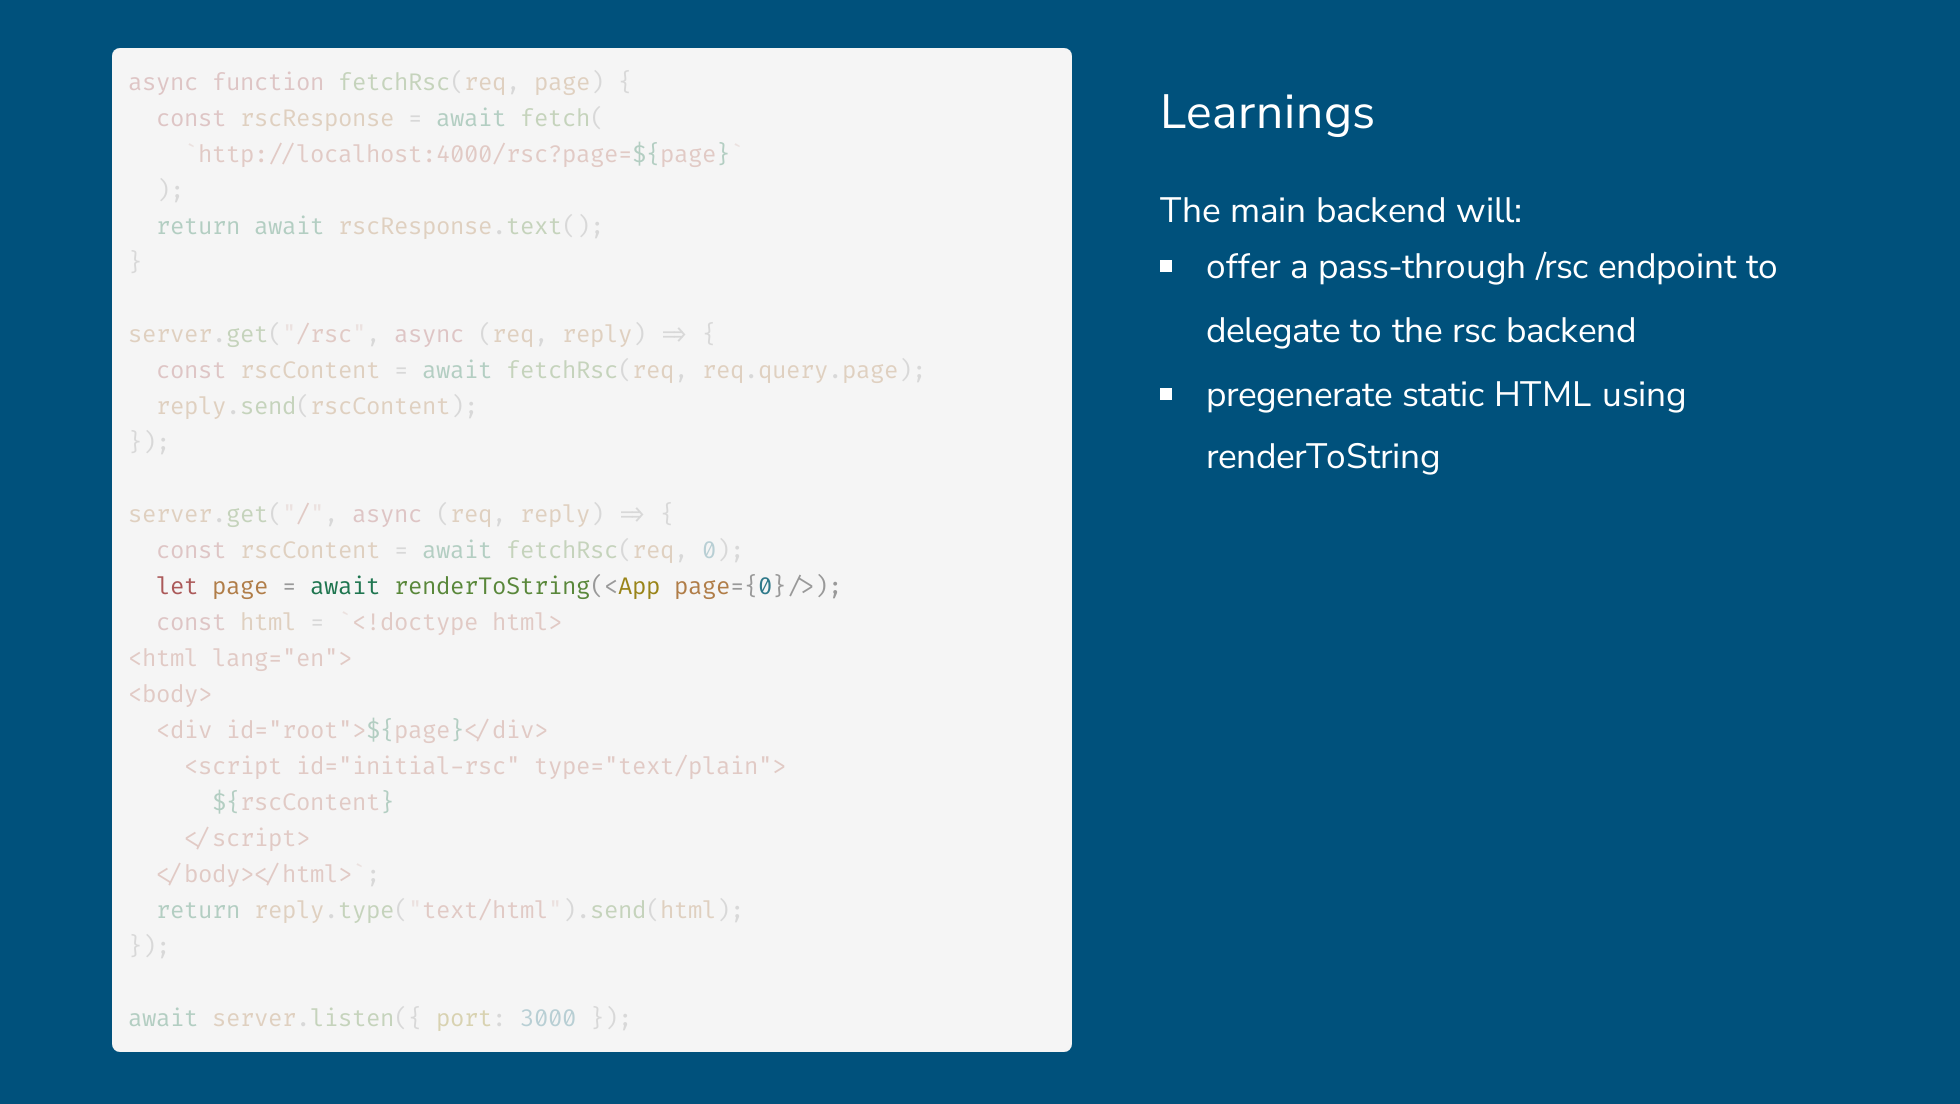 async function fetchRsc(req, page) {
  const rscResponse = await fetch(
    `http://localhost:4000/rsc?page=${page}`
  );
  return await rscResponse.text();
}

server.get("/rsc", async (req, reply) => {
  const rscContent = await fetchRsc(req, req.query.page);
  reply.send(rscContent);
});

server.get("/", async (req, reply) => {
  const rscContent = await fetchRsc(req, 0);
  let page = await renderToString(<App page={0}/>);
  const html = `<!doctype html>
<html lang="en">
<body>
  <div id="root">${page}</div>
    <script id="initial-rsc" type="text/plain">
      ${rscContent}
    </script>
  </body></html>`;
  return reply.type("text/html").send(html);
});

await server.listen({ port: 3000 });
Learnings
The main backend will:
▪ offer a pass-through /rsc endpoint to
delegate to the rsc backend
▪ pregenerate static HTML using
renderToString